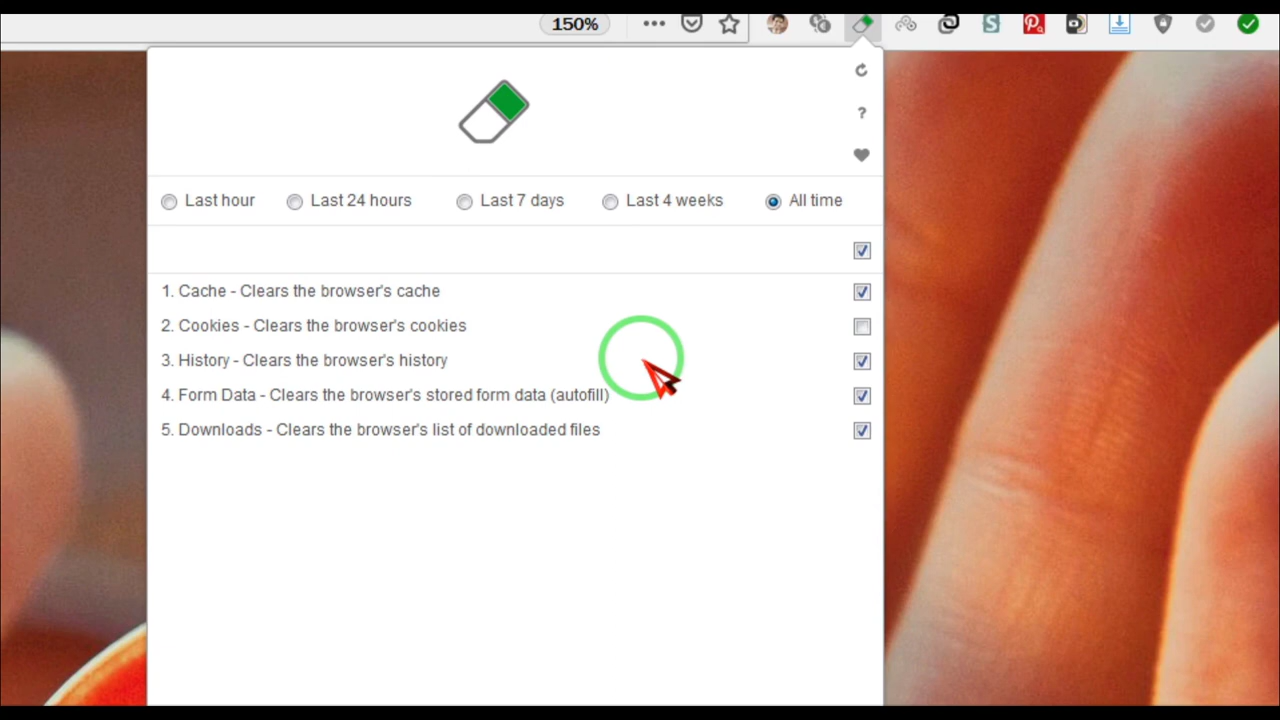 150%
?
Last hour Last 24 hours Last 7 days Last 4 weeks All time
1. Cache - Clears the browser's cache
2. Cookies - Clears the browser's cookies
3. History - Clears the browser's history
4. Form Data - Clears the browser's stored form data (autofill)
5. Downloads - Clears the browser's list of downloaded files